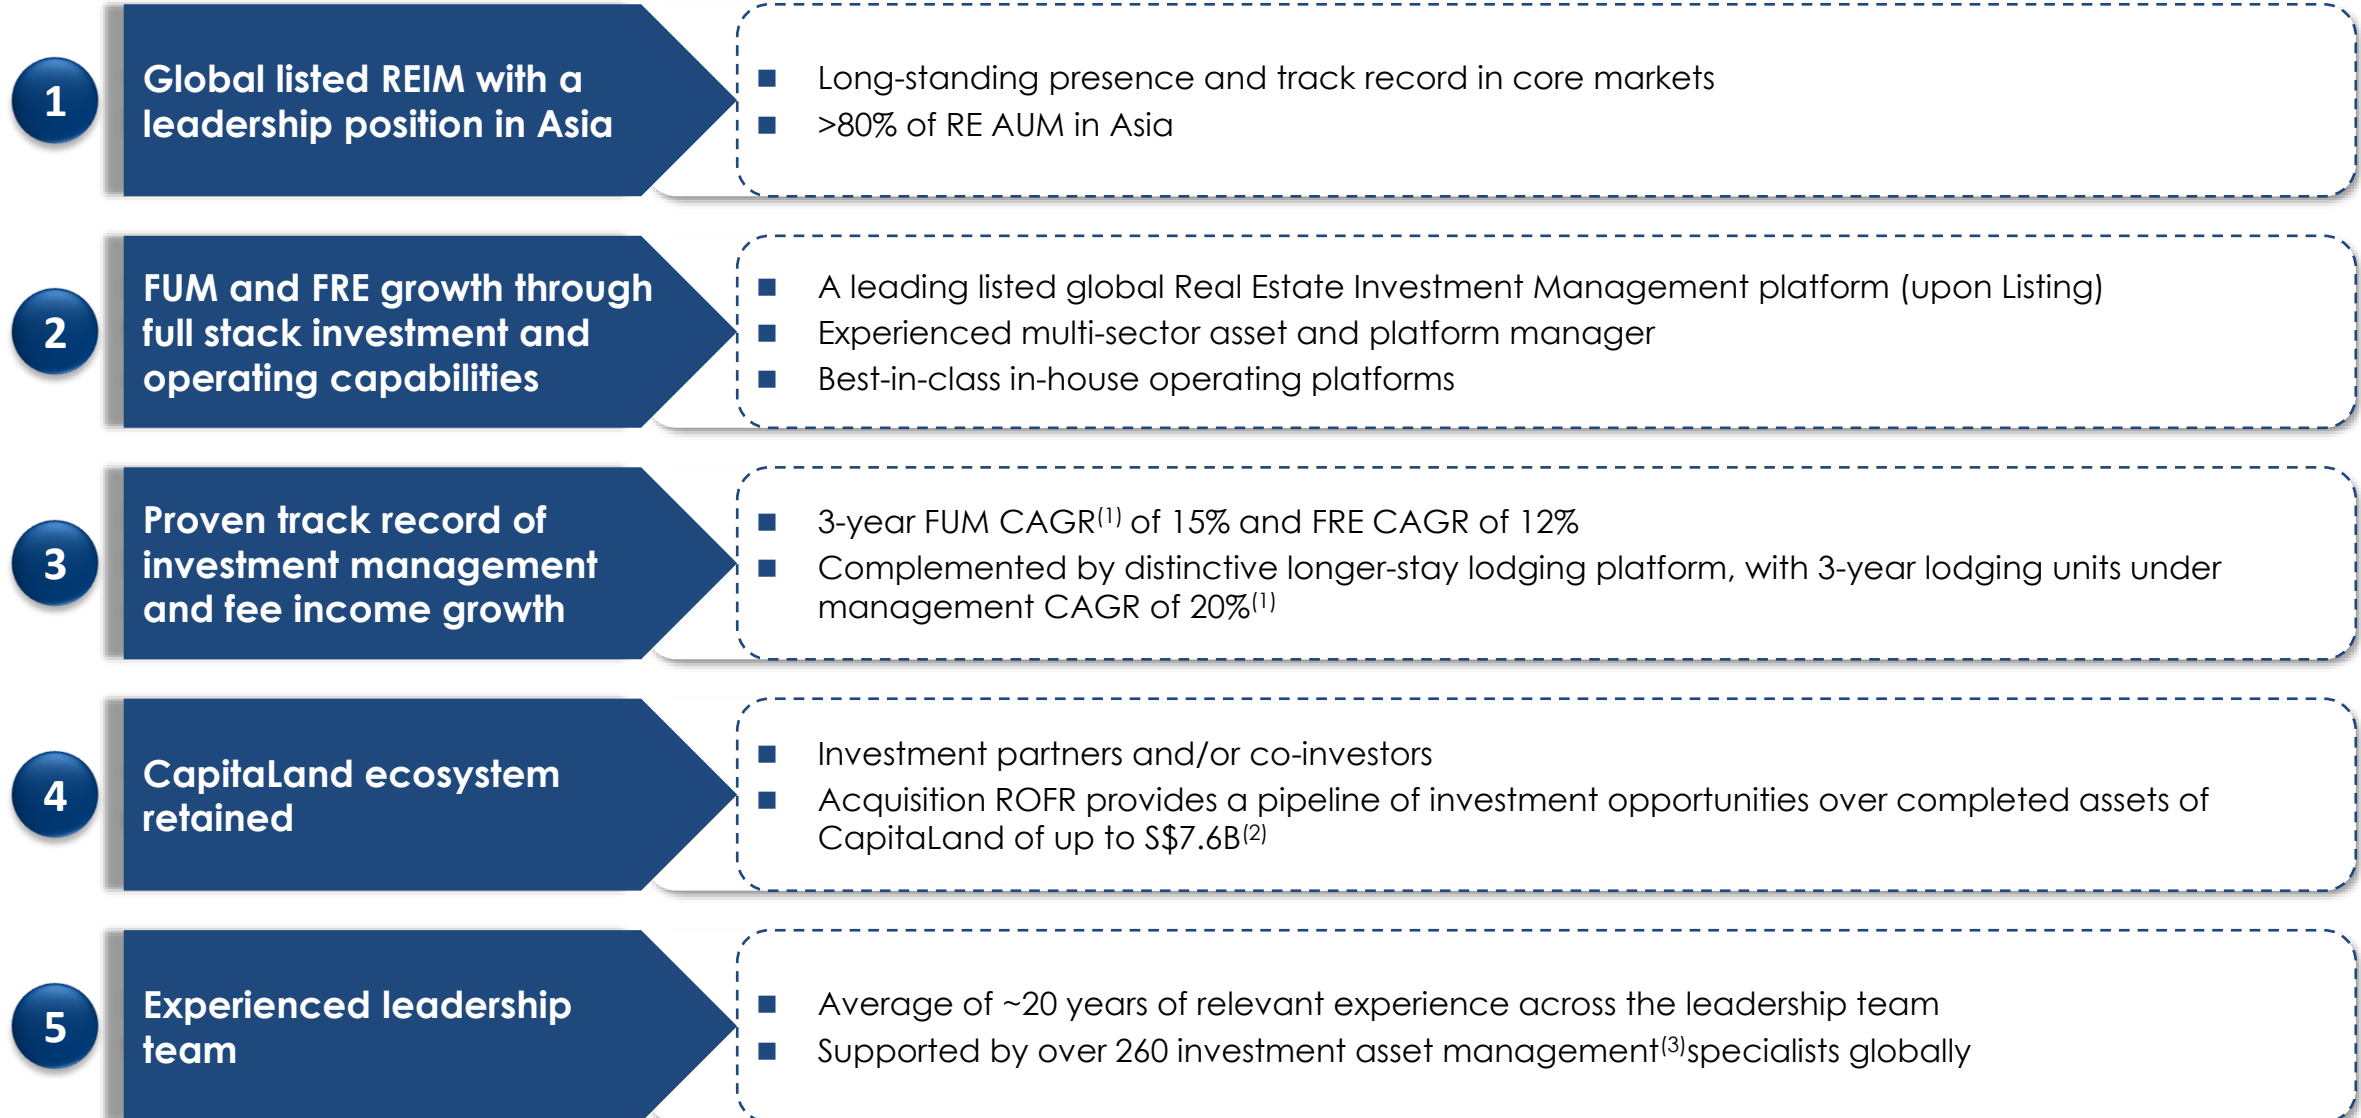 1
Global listed REIM with a
leadership position in Asia
■ Long-standing presence and track record in core markets
■ >80% of RE AUM in Asia
2
FUM and FRE growth through
full stack investment and
operating capabilities
■ A leading listed global Real Estate Investment Management platform (upon Listing)
■ Experienced multi-sector asset and platform manager
■ Best-in-class in-house operating platforms
3
Proven track record of
investment management
and fee income growth
■ 3-year FUM CAGR(1) of 15% and FRE CAGR of 12%
■ Complemented by distinctive longer-stay lodging platform, with 3-year lodging units under
management CAGR of 20%(1)
4
CapitaLand ecosystem
retained
■ Investment partners and/or co-investors
■ Acquisition ROFR provides a pipeline of investment opportunities over completed assets of
CapitaLand of up to S$7.6B(2)
5
Experienced leadership
team
■ Average of ~20 years of relevant experience across the leadership team
■ Supported by over 260 investment asset management(3)specialists globally